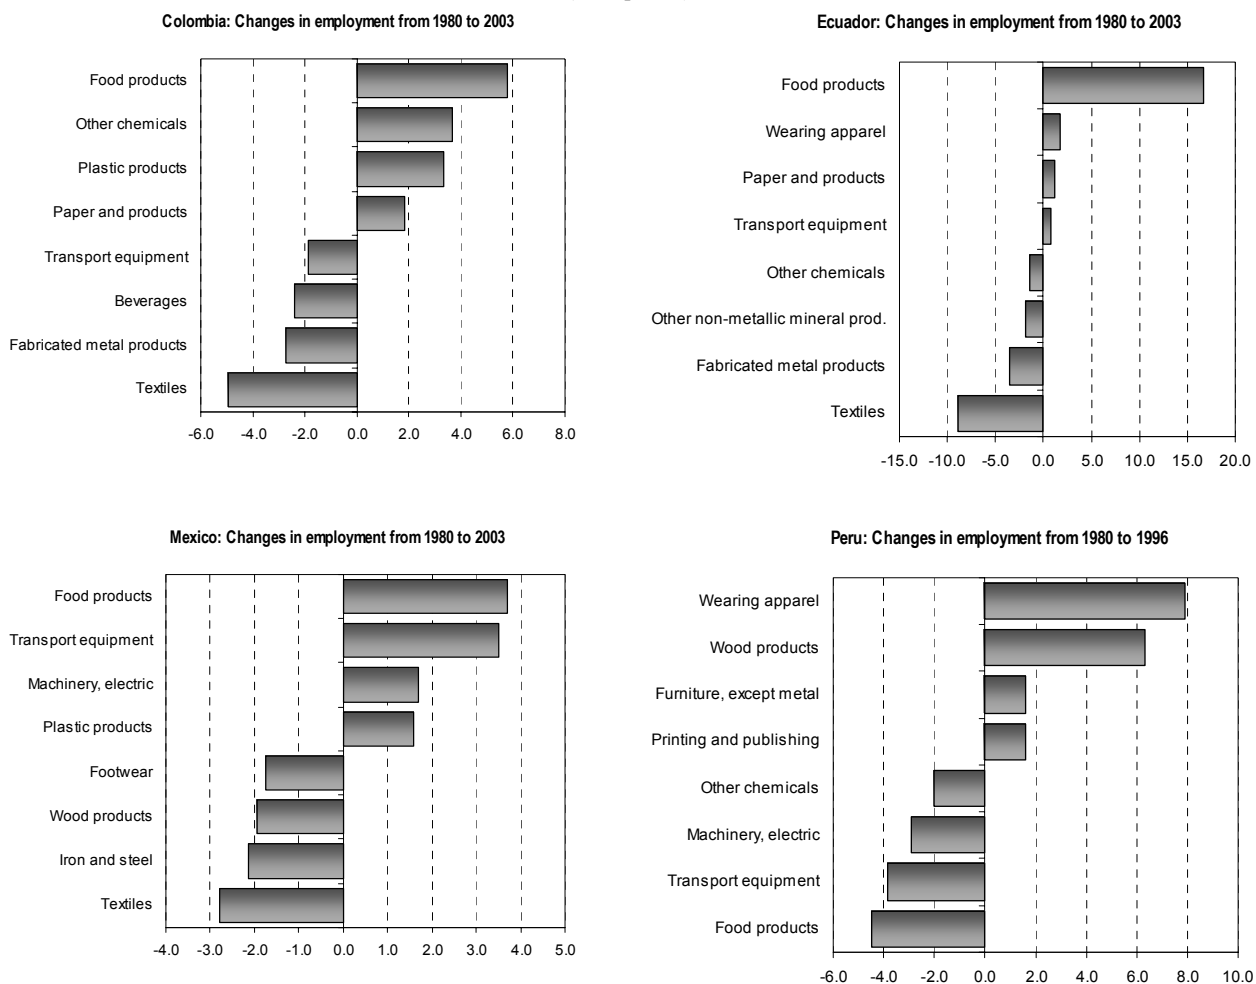 Colombia: Changes in employment from 1980 to 2003
Food products
Other chemicals
Plastic products
Paper and products
Transport equipment
Beverages
Fabricated metal products
Textiles
-6.0 -4.0 -2.0 0.0 2.0 4.0 6.0 8.0
Ecuador: Changes in employment from 1980 to 2003
Food products
Wearing apparel
Paper and products
Transport equipment
Other chemicals
Other non-metallic mineral prod.
Fabricated metal products
Textiles
-15.0 -10.0 -5.0 0.0 5.0 10.0 15.0 20.0
Mexico: Changes in employment from 1980 to 2003
Food products
Transport equipment
Machinery, electric
Plastic products
Footwear
Wood products
Iron and steel
Textiles
-4.0 -3.0 -2.0 -1.0 0.0 1.0 2.0 3.0 4.0 5.0
Peru: Changes in employment from 1980 to 1996
Wearing apparel
Wood products
Furniture, except metal
Printing and publishing
Other chemicals
Machinery, electric
Transport equipment
Food products
-6.0 -4.0 -2.0 0.0 2.0 4.0 6.0 8.0 10.0